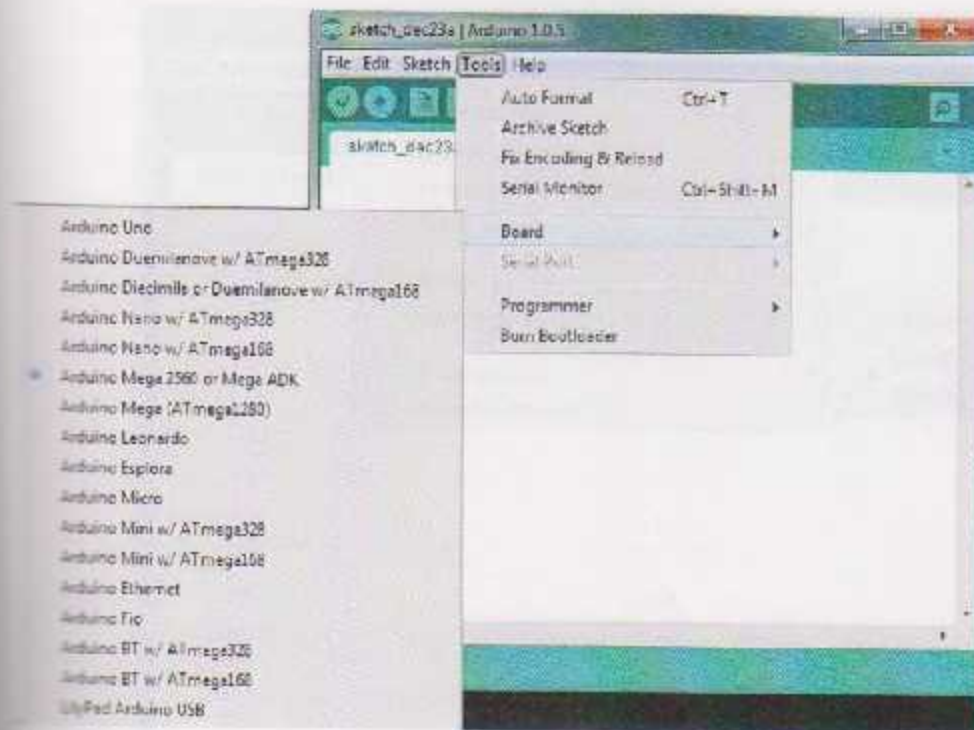 sketch_dec23a | Arduino 1.0.5
File Edit Sketch Tools Help
sketch_dec23
Auto Format Ctrl+T
Archive Sketch
Fix Encoding & Reload
Serial Monitor Ctrl+Shift+M
Board
Serial Port
Programmer
Burn Bootloader
Arduino Uno
Arduino Duemilanove w/ ATmega328
Arduino Diecimila or Duemilanove w/ ATmega168
Arduino Nano w/ ATmega328
Arduino Nano w/ ATmega168
Arduino Mega 2560 or Mega ADK
Arduino Mega (ATmega1280)
Arduino Leonardo
Arduino Esplora
Arduino Micro
Arduino Mini w/ ATmega328
Arduino Mini w/ ATmega168
Arduino Ethernet
Arduino Fio
Arduino BT w/ ATmega328
Arduino BT w/ ATmega168
LilyPad Arduino USB